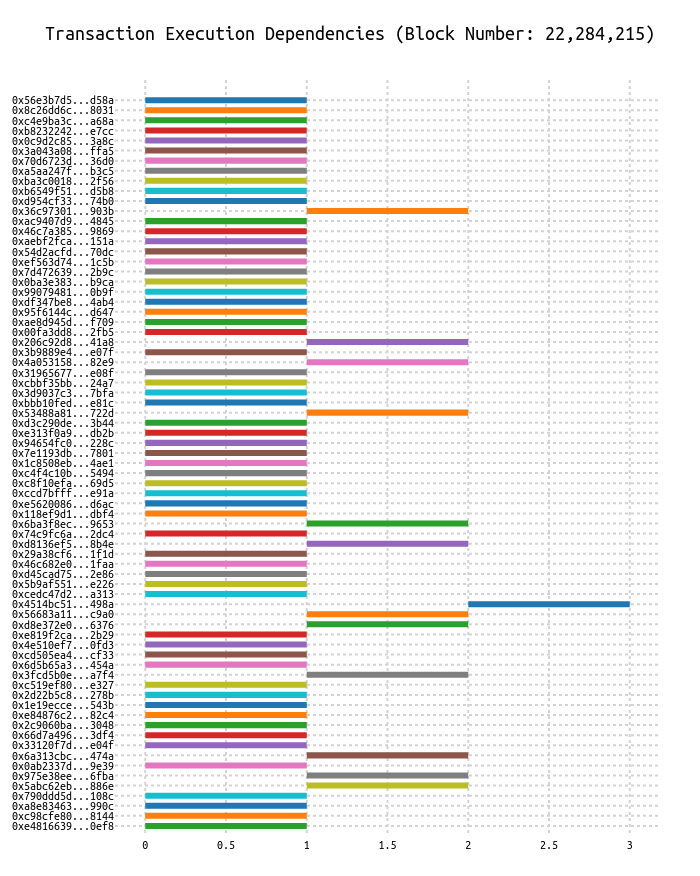 Transaction Execution Dependencies (Block Number: 22,284,215)
0x56e3b7d5...d58a
0x8c26dd6c...8031
0xc4e9ba3c...a68a
0xb8232242...e7cc
0x0c9d2c85...3a8c
0x3a043a08...ffa5
0x70d6723d...36d0
0xa5aa247f...b3c5
0xba3c0018...2f56
0xb6549f51...d5b8
0xd954cf33...74b0
0x36c97301...903b
0xac9407d9...4845
0x46c7a385...9869
0xaebf2fca...151a
0x54d2acfd...70dc
0xef563d74...1c5b
0x7d472639...2b9c
0x0ba3e383...b9ca
0x99079481...0b9f
0xdf347be8...4ab4
0x95f6144c...d647
0xae8d945d...f709
0x00fa3dd8...2fb5
0x206c92d8...41a8
0x3b9889e4...e07f
0x4a053158...82e9
0x31965677...e08f
0xcbbf35bb...24a7
0x3d9037c3...7bfa
0xbbb10fed...e81c
0x53488a81...722d
0xd3c290de...3b44
0xe313f0a9...db2b
0x94654fc0...228c
0x7e1193db...7801
0x1c8508eb...4ae1
0xc4f4c10b...5494
0xc8f10efa...69d5
0xccd7bfff...e91a
0xe5620086...d6ac
0x118ef9d1...dbf4
0x6ba3f8ec...9653
0x74c9fc6a...2dc4
0xd8136ef5...8b4e
0x29a38cf6...1f1d
0x46c682e0...1faa
0xd45cad75...2e86
0x5b9af551...e226
0xcedc47d2...a313
0x4514bc51...498a
0x56683a11...c9a0
0xd8e372e0...6376
0xe819f2ca...2b29
0x4e510ef7...0fd3
0xcd505ea4...cf33
0x6d5b65a3...454a
0x3fcd5b0e...a7f4
0xc519ef80...e327
0x2d22b5c8...278b
0x1e19ecce...543b
0xe84876c2...82c4
0x2c9060ba...3048
0x66d7a496...3df4
0x33120f7d...e04f
0x6a313cbc...474a
0x0ab2337d...9e39
0x975e38ee...6fba
0x5abc62eb...886e
0x790ddd5d...108c
0xa8e83463...990c
0xc98cfe80...8144
0xe4816639...0ef8
0 0.5 1 1.5 2 2.5 3